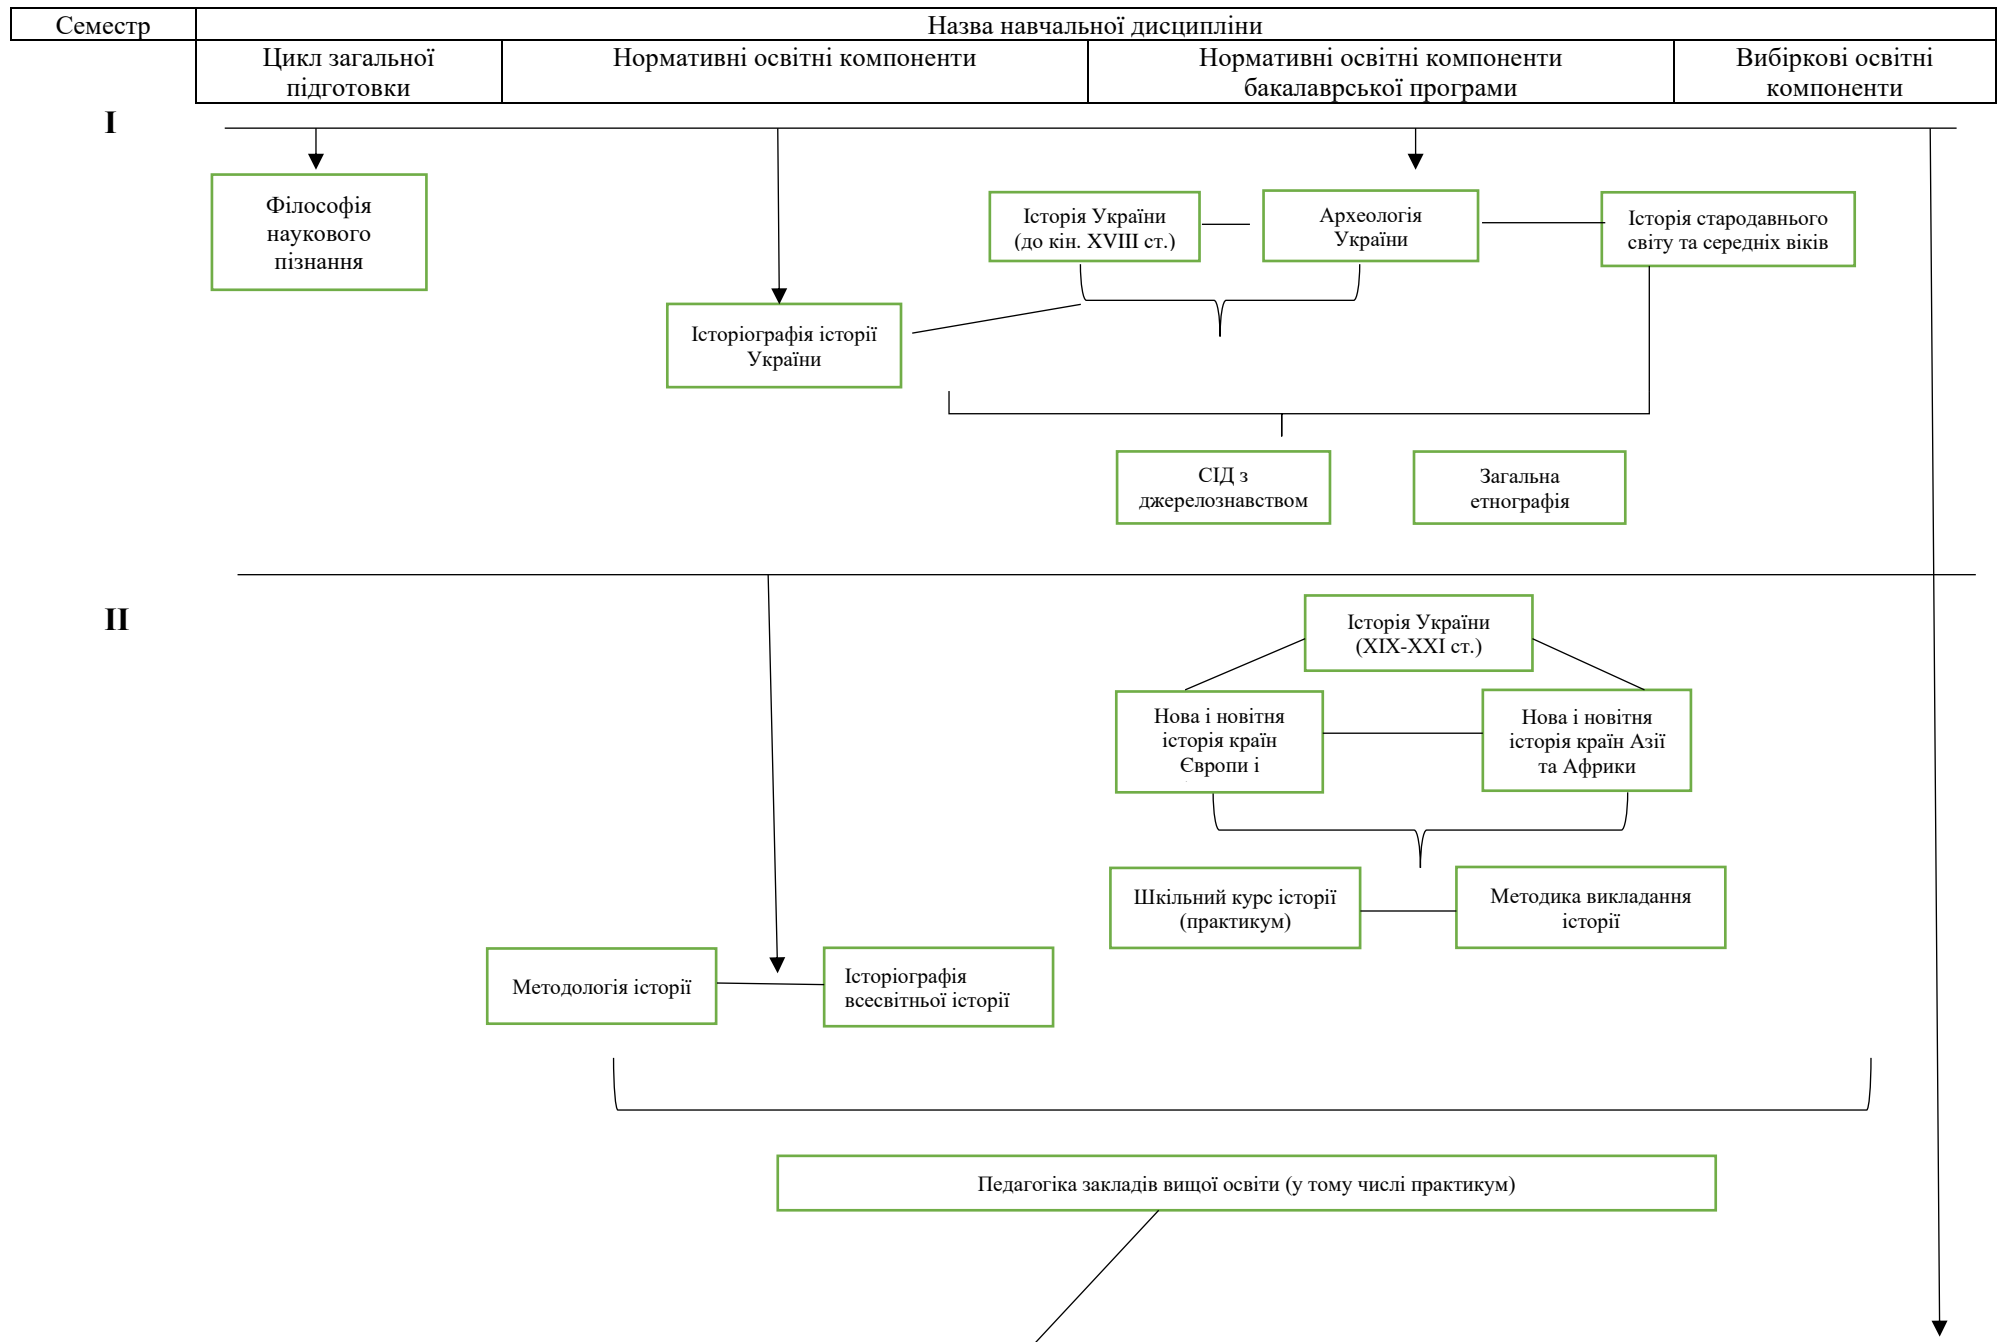 Семестр
Назва навчальної дисципліни
Цикл загальної
підготовки
Нормативні освітні компоненти
Нормативні освітні компоненти
бакалаврської програми
Вибіркові освітні
компоненти
I
Філософія
наукового
пізнання
Історія України
(до кін. XVIII ст.)
Археологія
України
Історія стародавнього
світу та середніх віків
Історіографія історії
України
СІД з
джерелознавством
Загальна
етнографія
II
Історія України
(XIX-XXI ст.)
Нова і новітня
історія країн
Європи і
Нова і новітня
історія країн Азії
та Африки
Шкільний курс історії
(практикум)
Методика викладання
історії
Методологія історії
Історіографія
всесвітньої історії
Педагогіка закладів вищої освіти (у тому числі практикум)